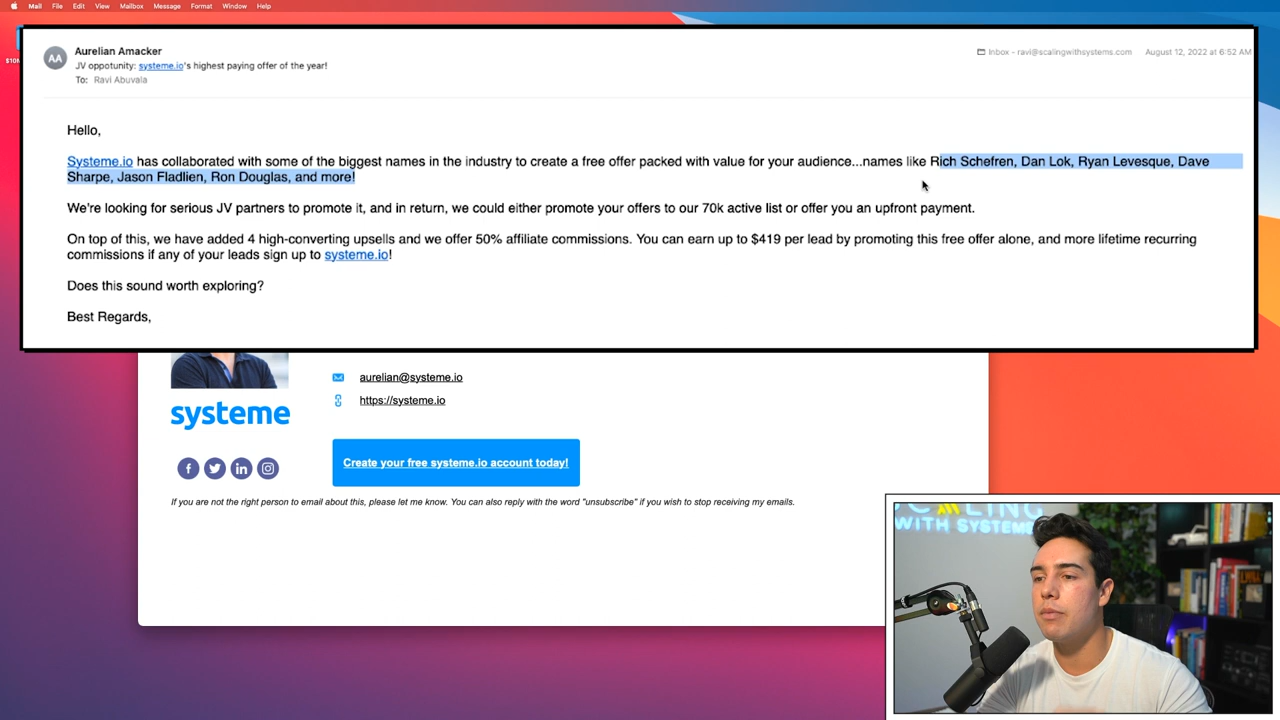 Mail File Edit View Mailbox Message Format Window Help
$10M
AA
Aurelian Amacker
JV oppotunity: systeme.io's highest paying offer of the year!
To: Ravi Abuvala
Inbox - ravi@scalingwithsystems.com August 12, 2022 at 6:52 AM
Hello,
Systeme.io has collaborated with some of the biggest names in the industry to create a free offer packed with value for your audience...names like Rich Schefren, Dan Lok, Ryan Levesque, Dave
Sharpe, Jason Fladlien, Ron Douglas, and more!
We're looking for serious JV partners to promote it, and in return, we could either promote your offers to our 70k active list or offer you an upfront payment.
On top of this, we have added 4 high-converting upsells and we offer 50% affiliate commissions. You can earn up to $419 per lead by promoting this free offer alone, and more lifetime recurring
commissions if any of your leads sign up to systeme.io!
Does this sound worth exploring?
Best Regards,
aurelian@systeme.io
https://systeme.io
systeme
Create your free systeme.io account today!
If you are not the right person to email about this, please let me know. You can also reply with the word "unsubscribe" if you wish to stop receiving my emails.
WITH SYSTEMS